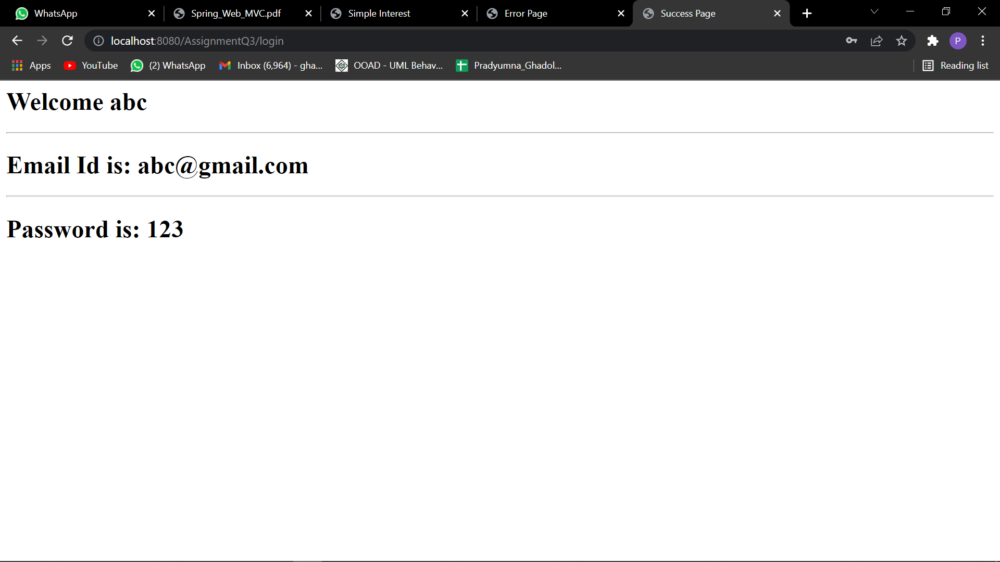 WhatsApp Spring_Web_MVC.pdf Simple Interest Error Page Success Page
localhost:8080/AssignmentQ3/login P
Apps YouTube (2) WhatsApp Inbox (6,964) - gha... OOAD - UML Behav... Pradyumna_Ghadol... Reading list
Welcome abc
Email Id is: abc@gmail.com
Password is: 123